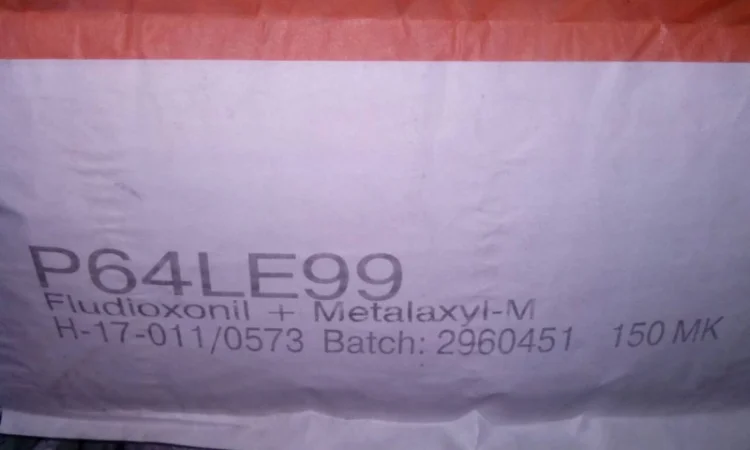 P64LE99
Fludioxonil + Metalaxyl-M
H-17-011/0573 Batch: 2960451 150 MK